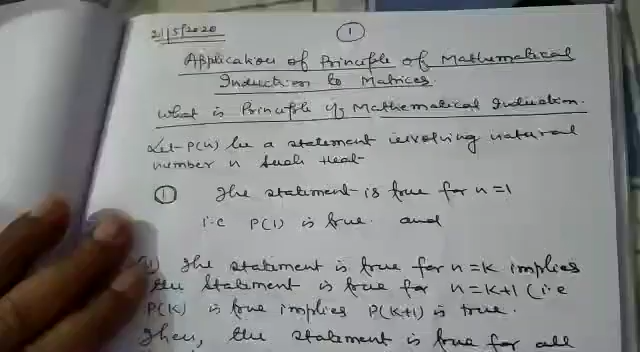 21/5/2020
1
Application of Principle of Mathematical
Induction to Matrices.
What is Principle of Mathematical Induction.
Let P(n) be a statement involving natural
number n such that
1 The statement is true for n=1
i.e P(1) is true. and
The statement is true for n=k implies
the statement is true for n=k+1 (i.e
P(k) is true implies P(k+1) is true.
Then, the statement is true for all